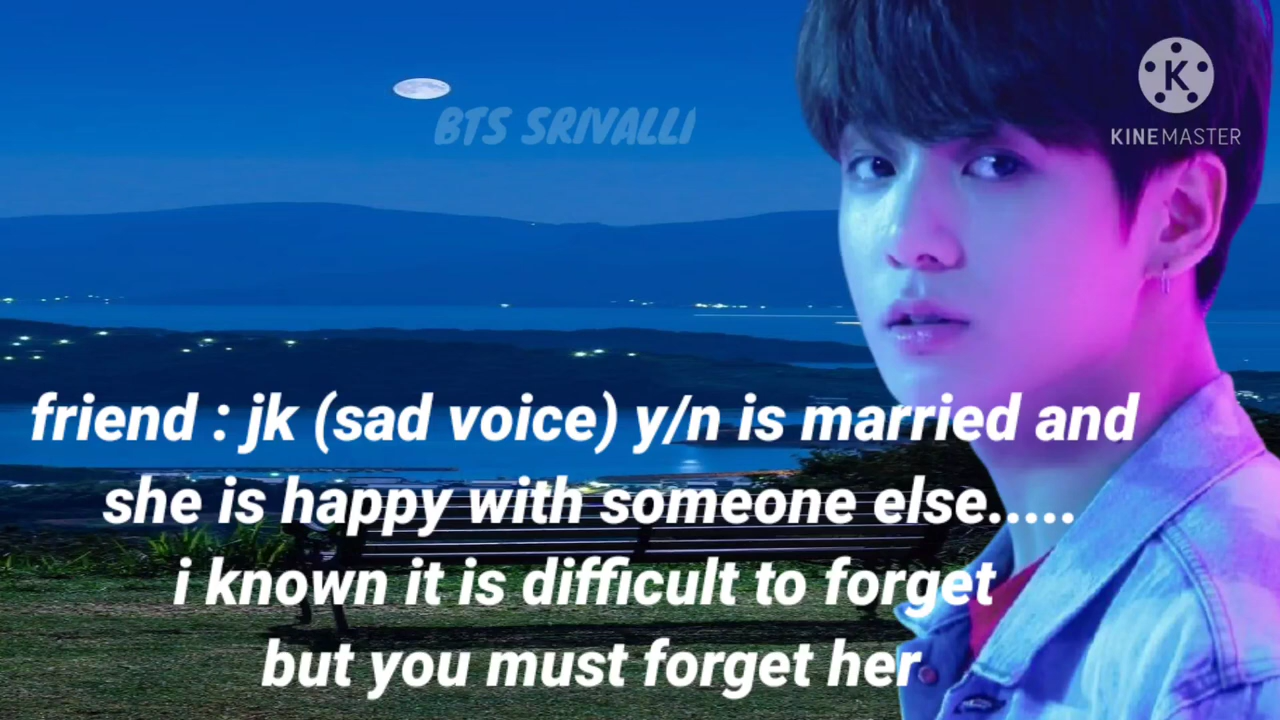 K
KINEMASTER
BTS SRIVALLI
friend : jk (sad voice) y/n is married and
she is happy with someone else.....
i known it is difficult to forget
but you must forget her